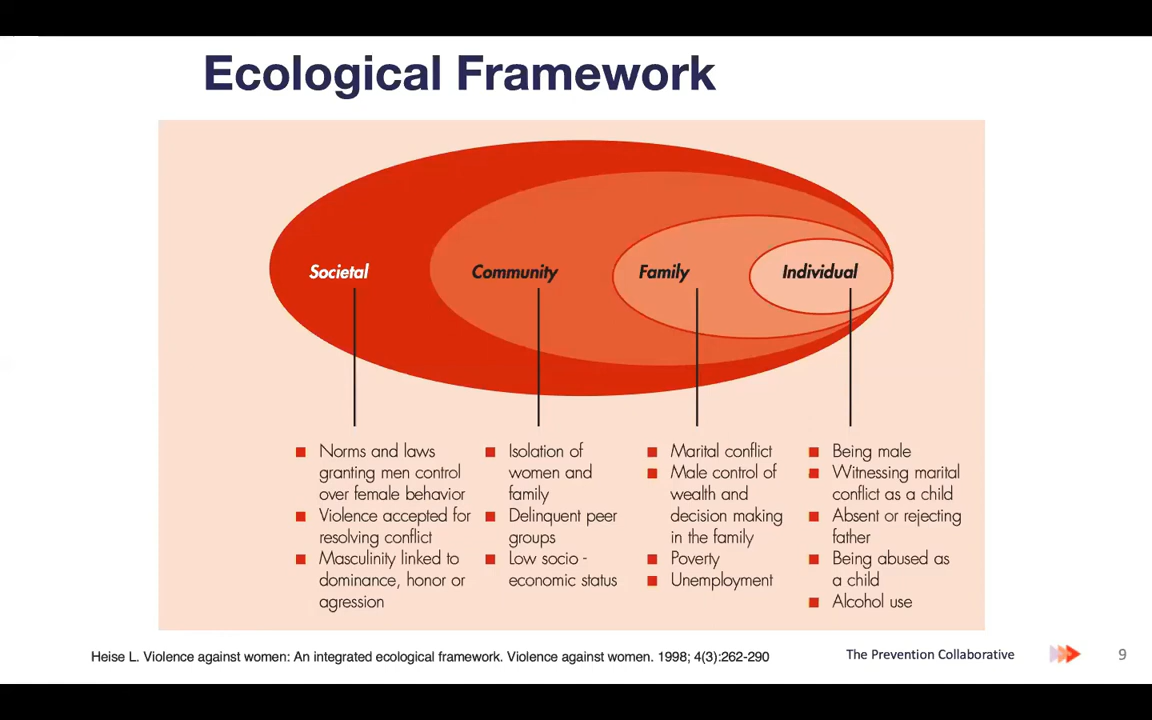 Ecological Framework
Societal
Community
Family
Individual
Norms and laws
granting men control
over female behavior
Violence accepted for
resolving conflict
Masculinity linked to
dominance, honor or
agression
Isolation of
women and
family
Delinquent peer
groups
Low socio -
economic status
Marital conflict
Male control of
wealth and
decision making
in the family
Poverty
Unemployment
Being male
Witnessing marital
conflict as a child
Absent or rejecting
father
Being abused as
a child
Alcohol use
Heise L. Violence against women: An integrated ecological framework. Violence against women. 1998; 4(3):262-290
The Prevention Collaborative
9